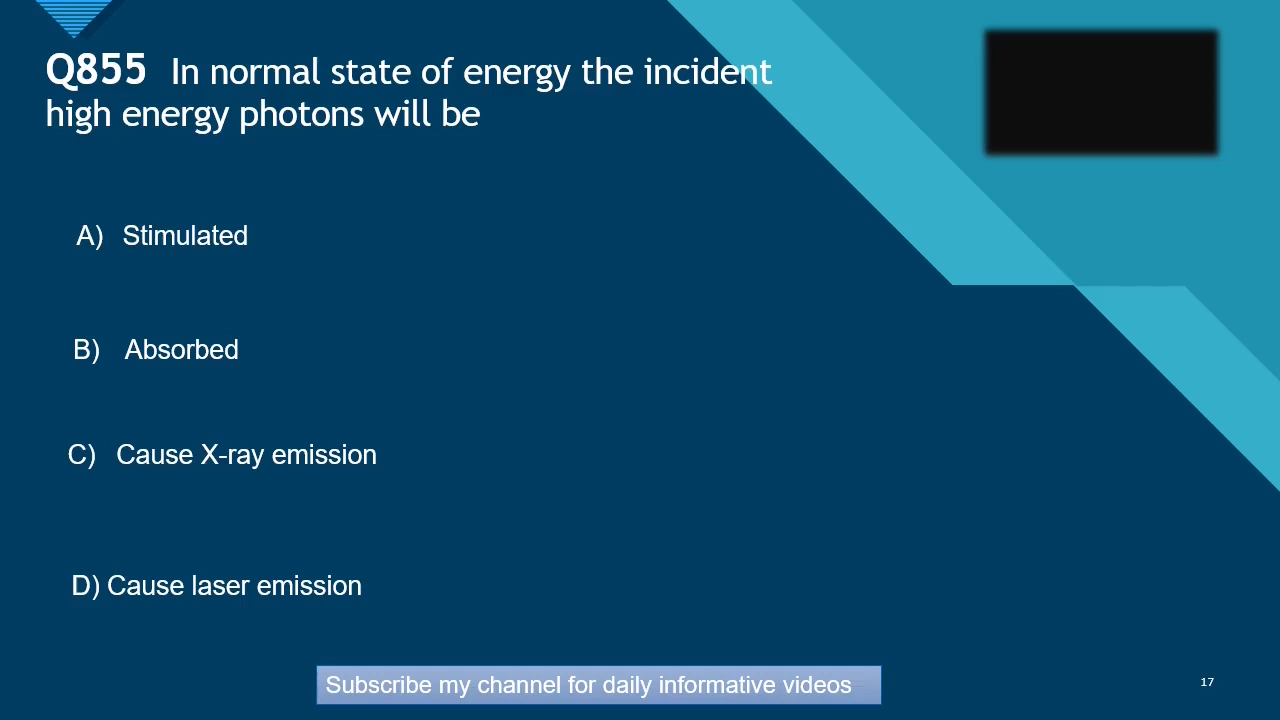 Q855 In normal state of energy the incident
high energy photons will be
A) Stimulated
B) Absorbed
C) Cause X-ray emission
D) Cause laser emission
Subscribe my channel for daily informative videos
17